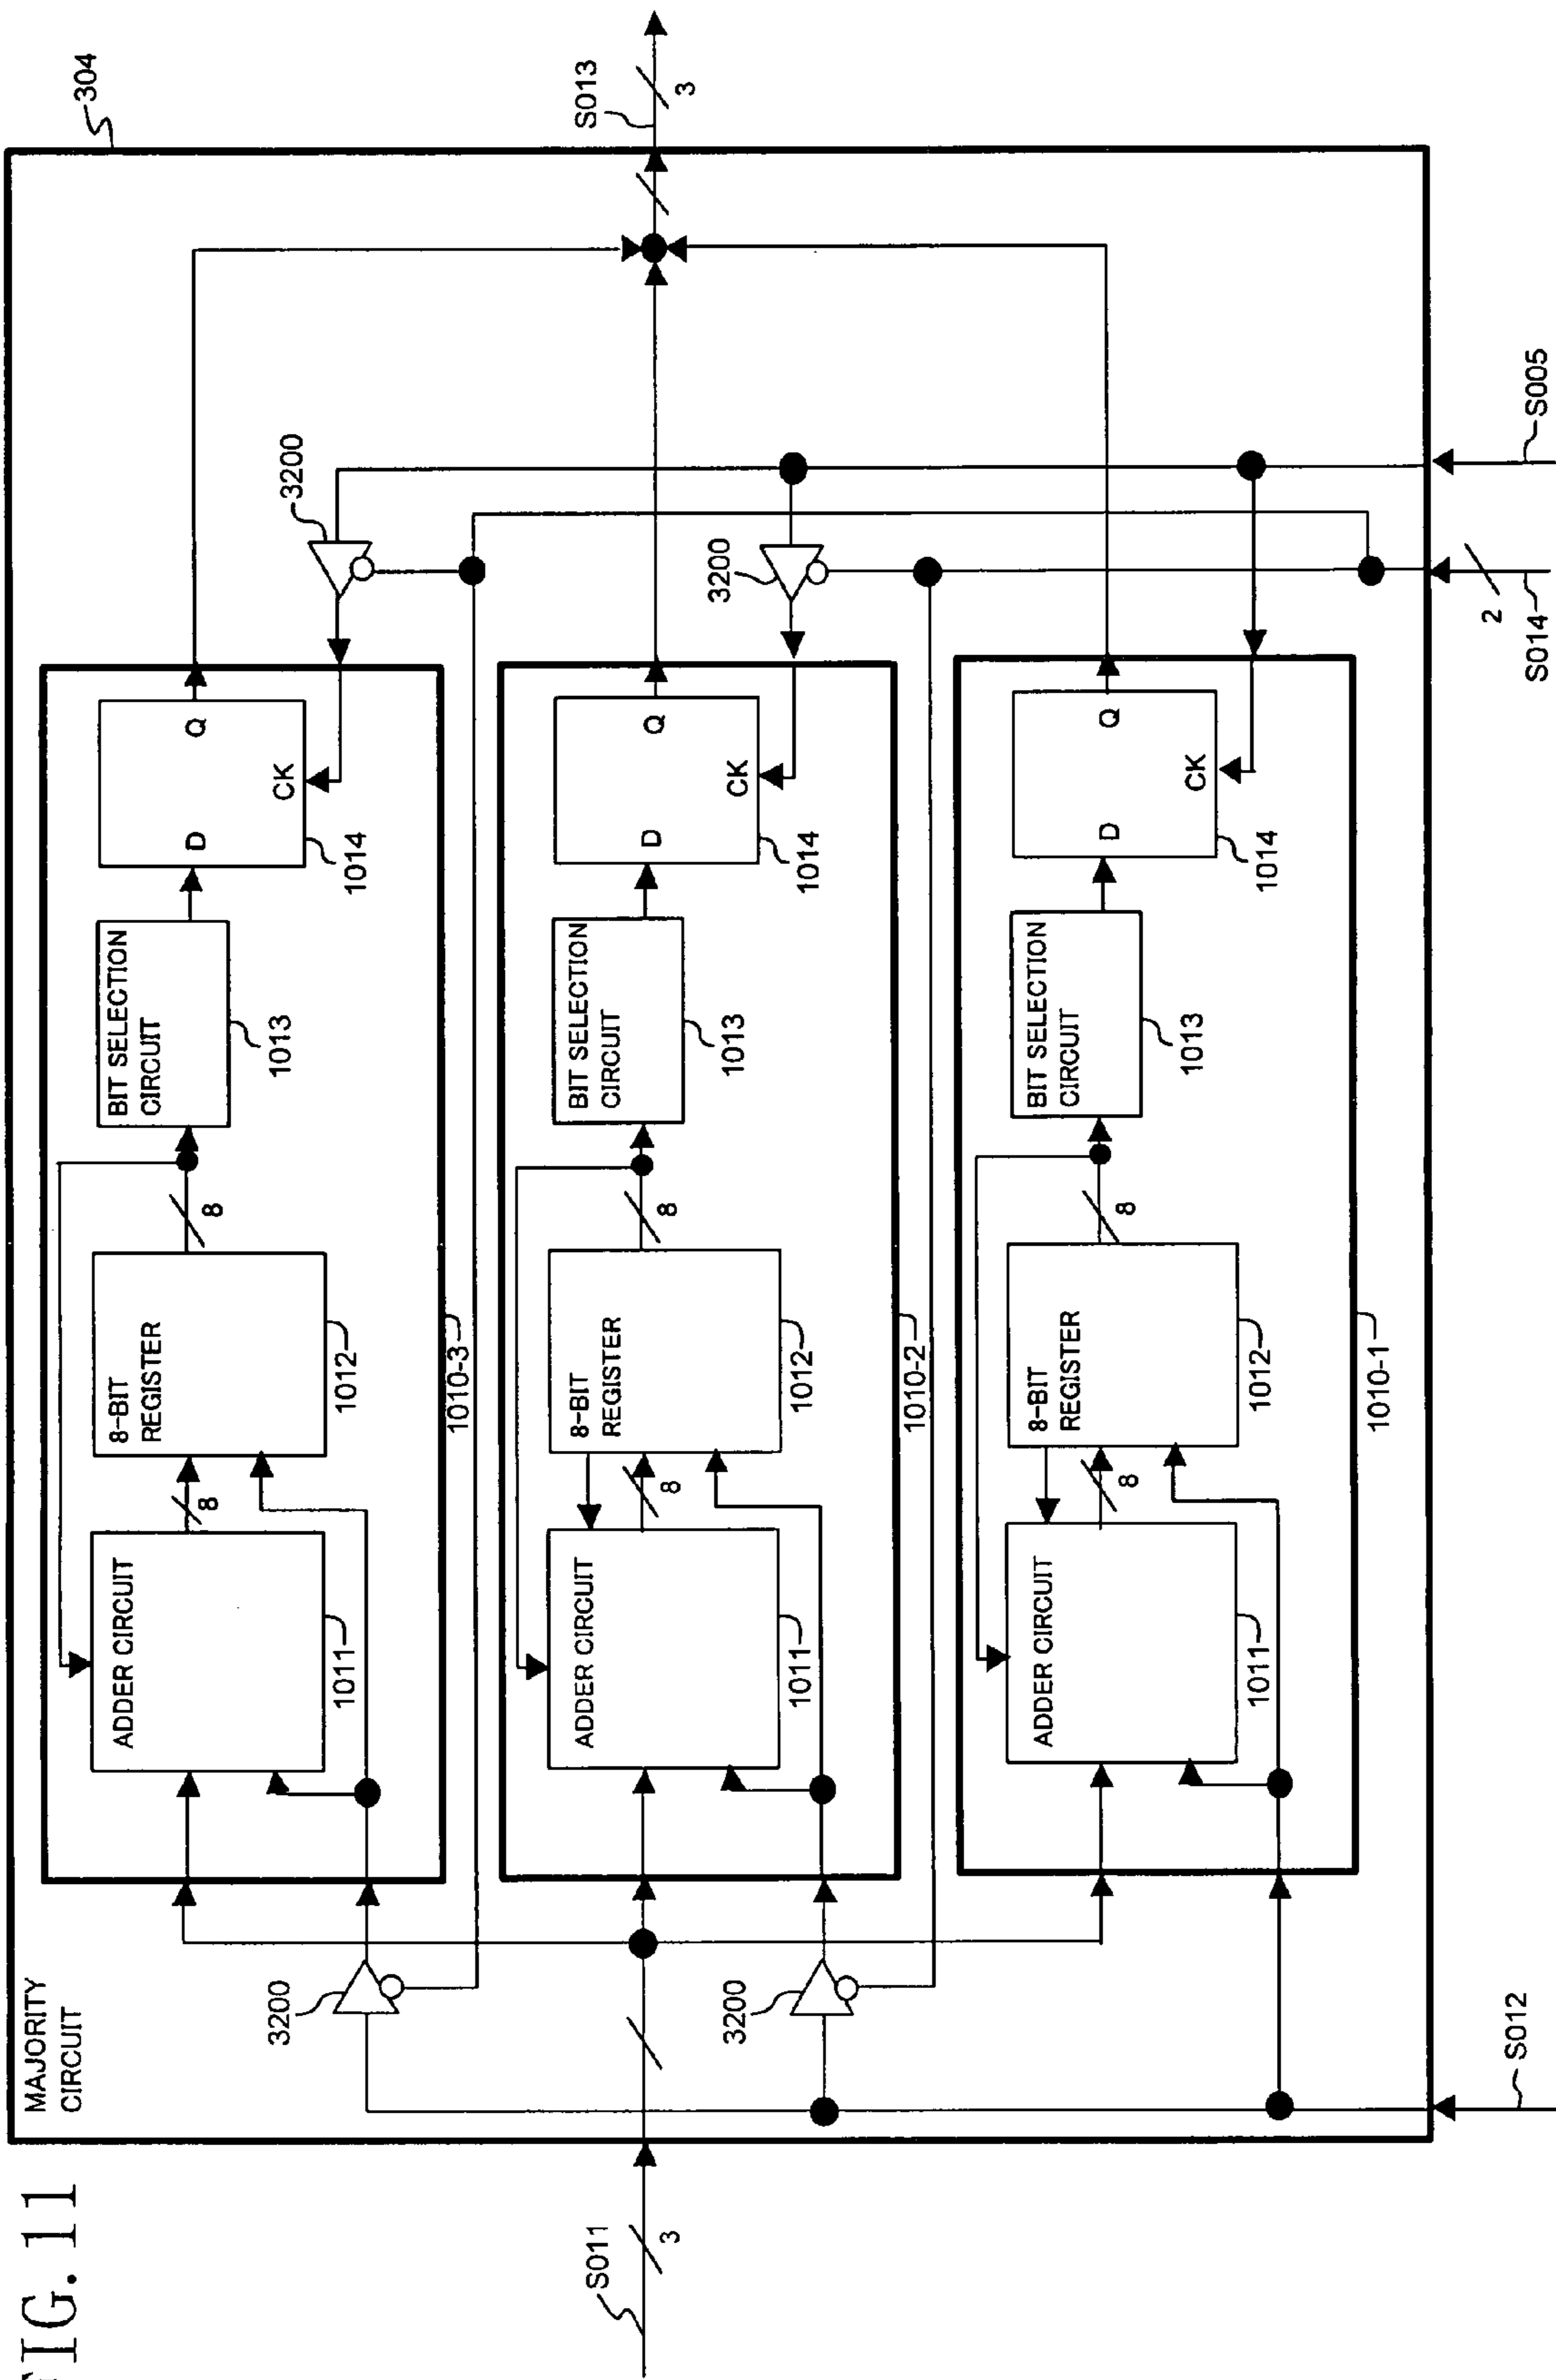 FIG. 11
MAJORITY
CIRCUIT
304
S011
3
S012
S013
3
S014
2
S005
3200
3200
3200
3200
ADDER CIRCUIT
1011
8
8-BIT
REGISTER
1012
8
BIT SELECTION
CIRCUIT
1013
D
Q
CK
1014
1010-3
ADDER CIRCUIT
1011
8
8-BIT
REGISTER
1012
8
BIT SELECTION
CIRCUIT
1013
D
Q
CK
1014
1010-2
ADDER CIRCUIT
1011
8
8-BIT
REGISTER
1012
8
BIT SELECTION
CIRCUIT
1013
D
Q
CK
1014
1010-1